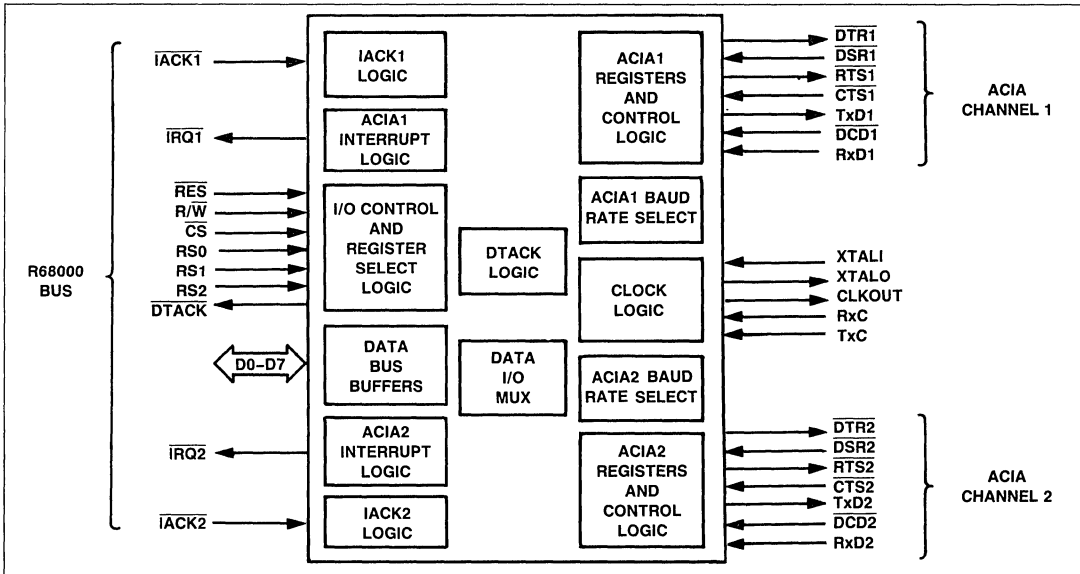 R68000
BUS
IACK1
IRQ1
RES
R/W
CS
RS0
RS1
RS2
DTACK
D0–D7
IRQ2
IACK2
IACK1
LOGIC
ACIA1
INTERRUPT
LOGIC
I/O CONTROL
AND
REGISTER
SELECT
LOGIC
DATA
BUS
BUFFERS
ACIA2
INTERRUPT
LOGIC
IACK2
LOGIC
DTACK
LOGIC
DATA
I/O
MUX
ACIA1
REGISTERS
AND
CONTROL
LOGIC
ACIA1 BAUD
RATE SELECT
CLOCK
LOGIC
ACIA2 BAUD
RATE SELECT
ACIA2
REGISTERS
AND
CONTROL
LOGIC
DTR1
DSR1
RTS1
CTS1
TxD1
DCD1
RxD1
ACIA
CHANNEL 1
XTALI
XTALO
CLKOUT
RxC
TxC
DTR2
DSR2
RTS2
CTS2
TxD2
DCD2
RxD2
ACIA
CHANNEL 2